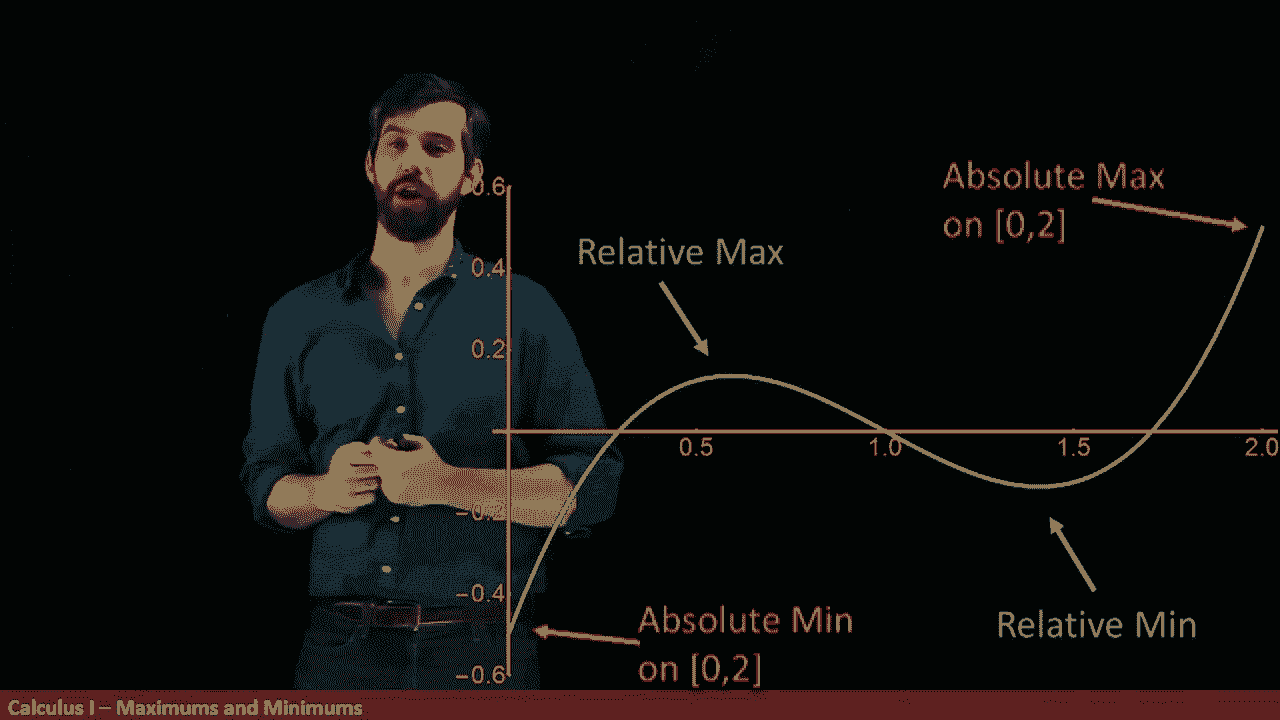 Absolute Max
on [0,2]
Relative Max
0.6
0.4
0.2
0.5
1.0
1.5
2.0
−0.2
−0.4
−0.6
Absolute Min
on [0,2]
Relative Min
Calculus I – Maximums and Minimums